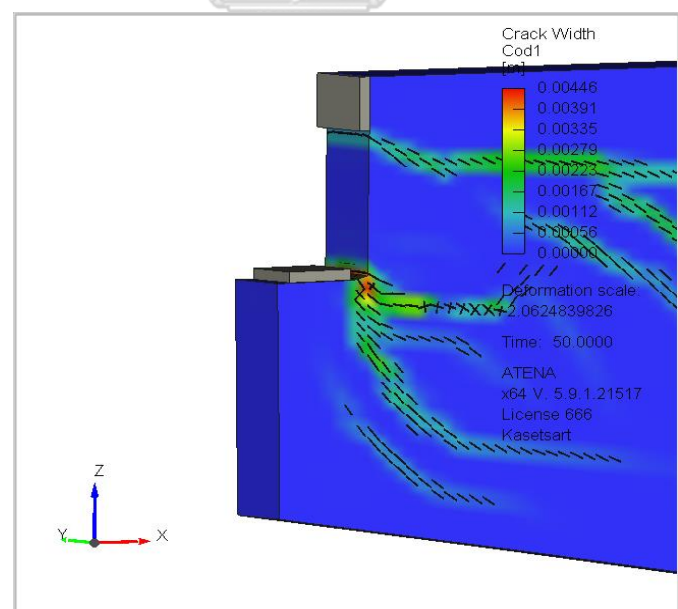 Crack Width
Cod1
[m]
0.00446
0.00391
0.00335
0.00279
0.00223
0.00167
0.00112
0.00056
0.00000
Deformation scale:
2.0624839826
Time: 50.0000
ATENA
x64 V. 5.9.1.21517
License 666
Kasetsart
Z
Y
X